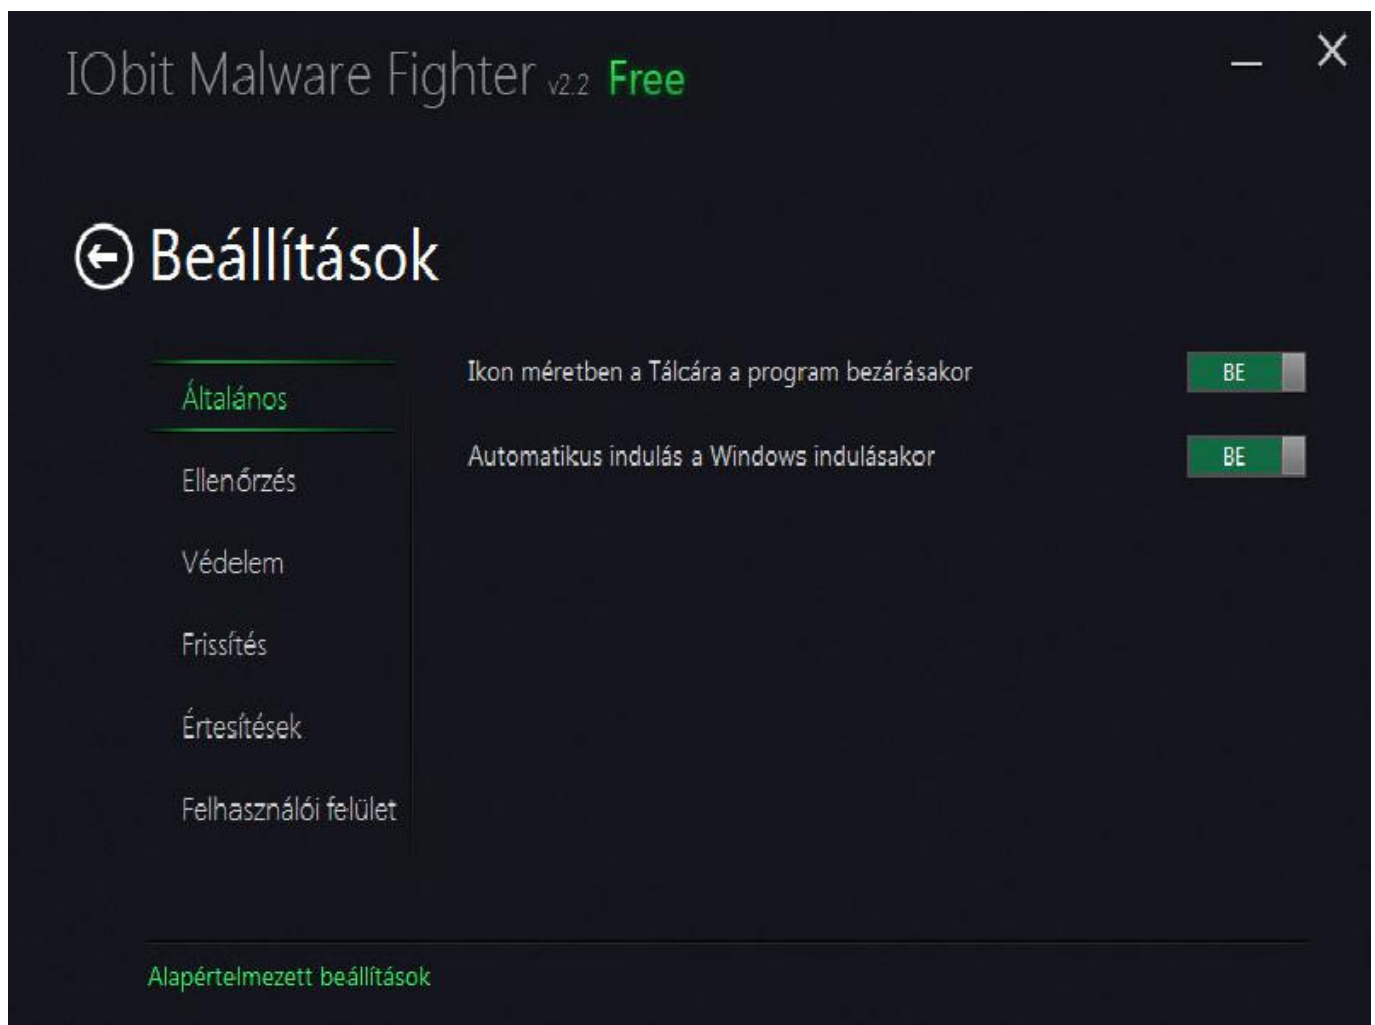 IObit Malware Fighter v2.2 Free
Beállítások
Általános
Ellenőrzés
Védelem
Frissítés
Értesítések
Felhasználói felület
Ikon méretben a Tálcára a program bezárásakor
BE
Automatikus indulás a Windows indulásakor
BE
Alapértelmezett beállítások